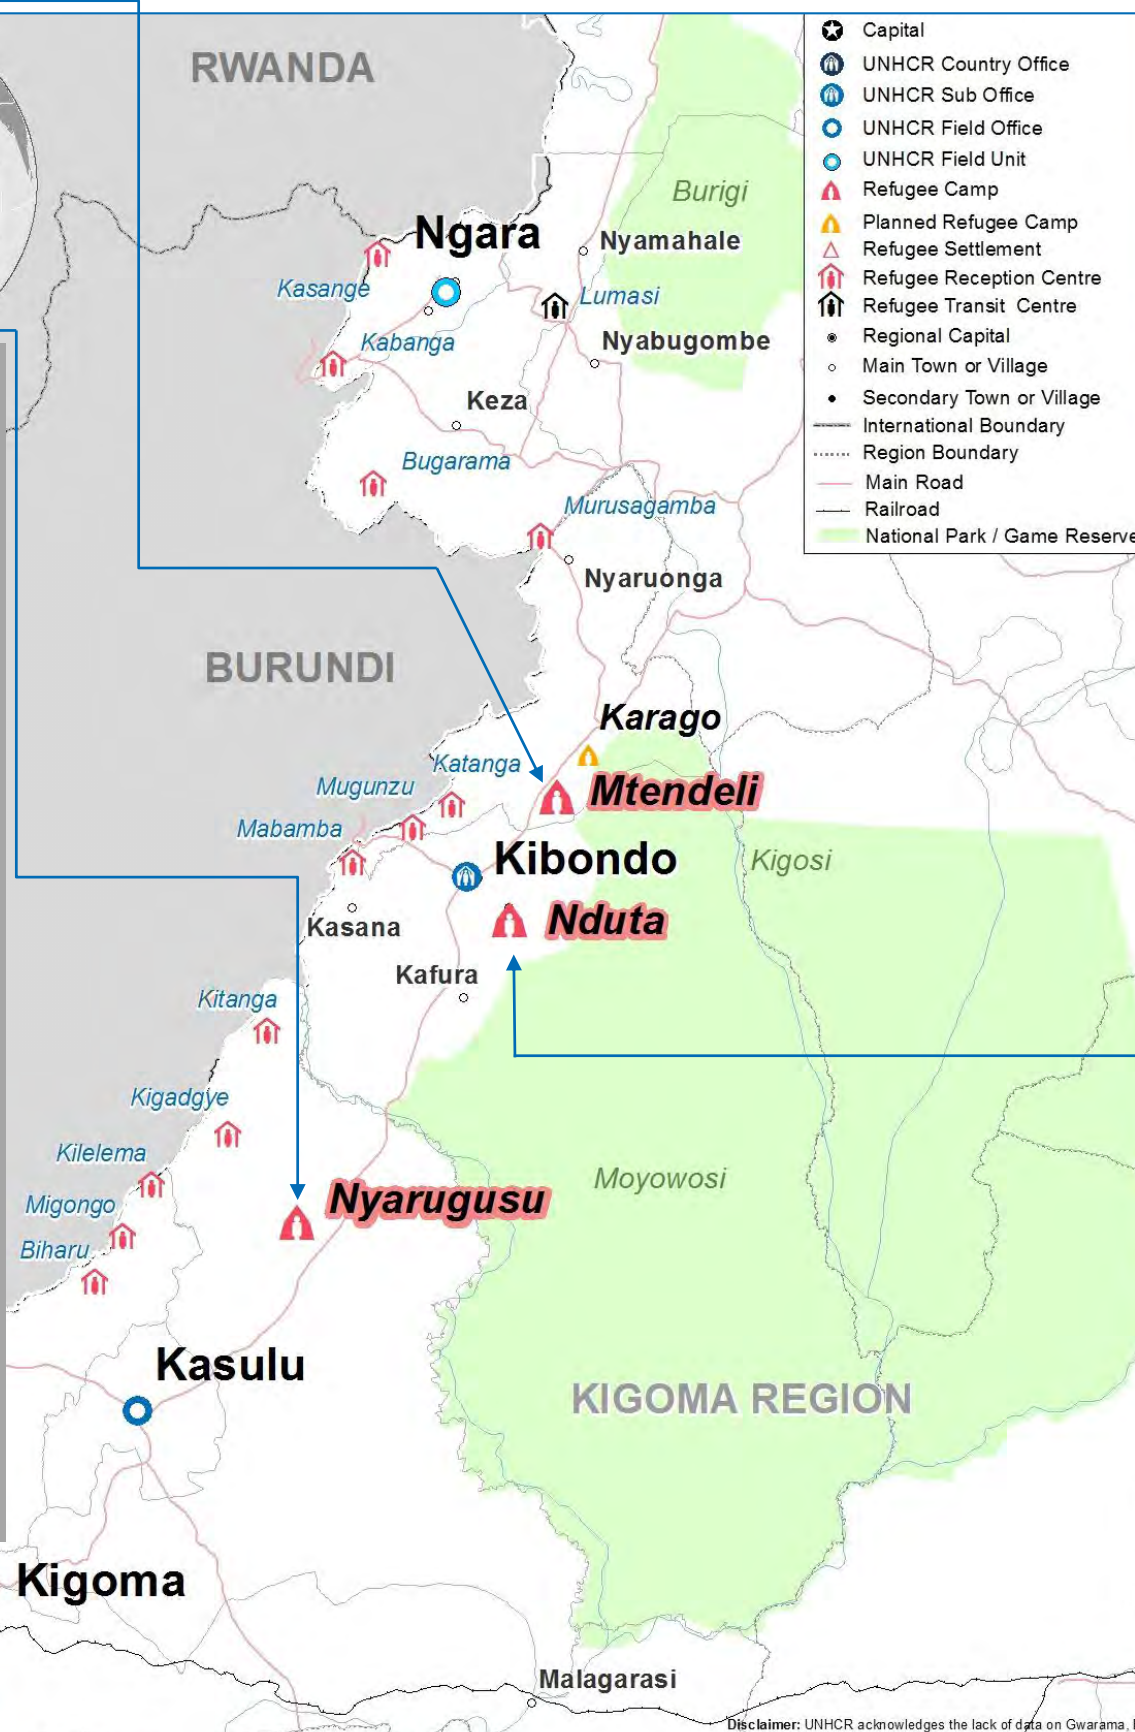 Capital
UNHCR Country Office
UNHCR Sub Office
UNHCR Field Office
UNHCR Field Unit
Refugee Camp
Planned Refugee Camp
Refugee Settlement
Refugee Reception Centre
Refugee Transit Centre
Regional Capital
Main Town or Village
Secondary Town or Village
International Boundary
Region Boundary
Main Road
Railroad
National Park / Game Reserve
RWANDA
Burigi
Ngara
Nyamahale
Kasange
Lumasi
Kabanga
Nyabugombe
Keza
Bugarama
Murusagamba
Nyaruonga
BURUNDI
Karago
Katanga
Mugunzu
Mtendeli
Mabamba
Kibondo
Kigosi
Nduta
Kasana
Kafura
Kitanga
Kigadgye
Kilelema
Moyowosi
Nyarugusu
Migongo
Biharu
Kasulu
KIGOMA REGION
Kigoma
Malagarasi
Disclaimer: UNHCR acknowledges the lack of data on Gwarama,